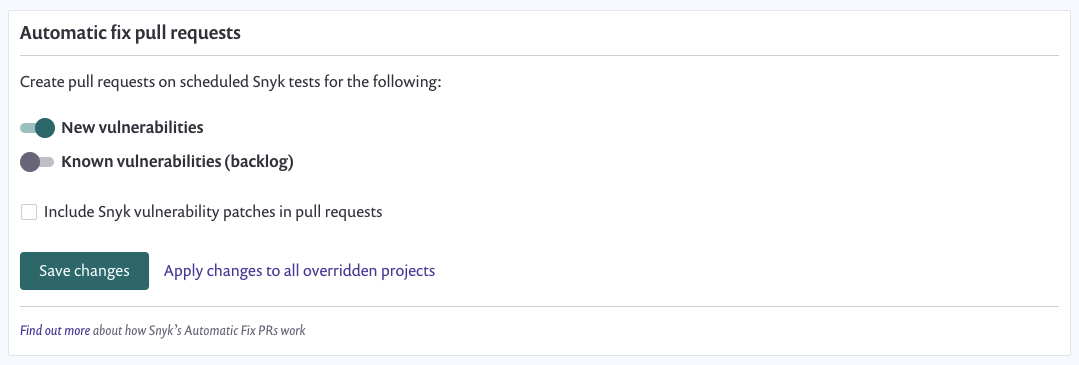 Automatic fix pull requests
Create pull requests on scheduled Snyk tests for the following:
New vulnerabilities
Known vulnerabilities (backlog)
Include Snyk vulnerability patches in pull requests
Save changes Apply changes to all overridden projects
Find out more about how Snyk's Automatic Fix PRs work